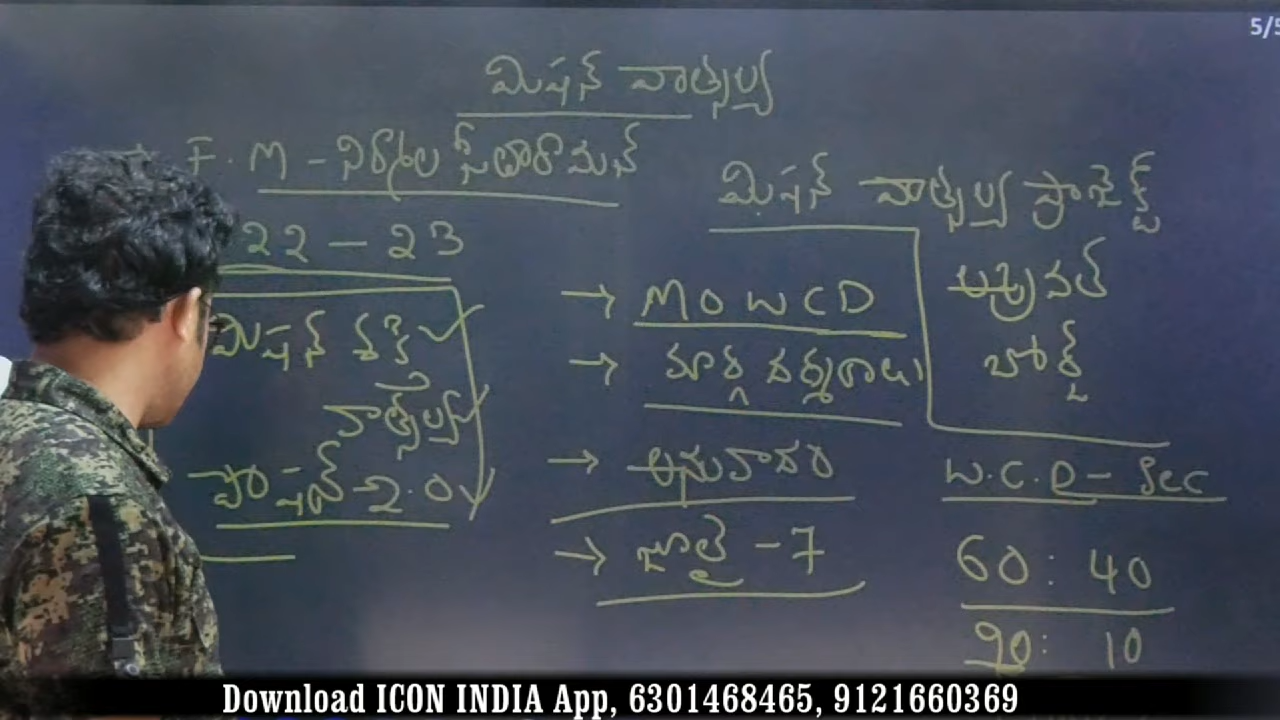 5/5
మిషన్ వాత్సల్య
F.M - నిర్మల సీతారామన్
22 - 23
మిషన్ శక్తి
వాత్సల్య
పోషణ్ - 2.0
మిషన్ వాత్సల్య ప్రాజెక్ట్
అప్రువల్
బోర్డ్
→ MOWCD
→ మార్గదర్శకాలు
→ అనువాదం
→ జూలై - 7
W.C.D - Sec
60 : 40
90 : 10
Download ICON INDIA App, 6301468465, 9121660369